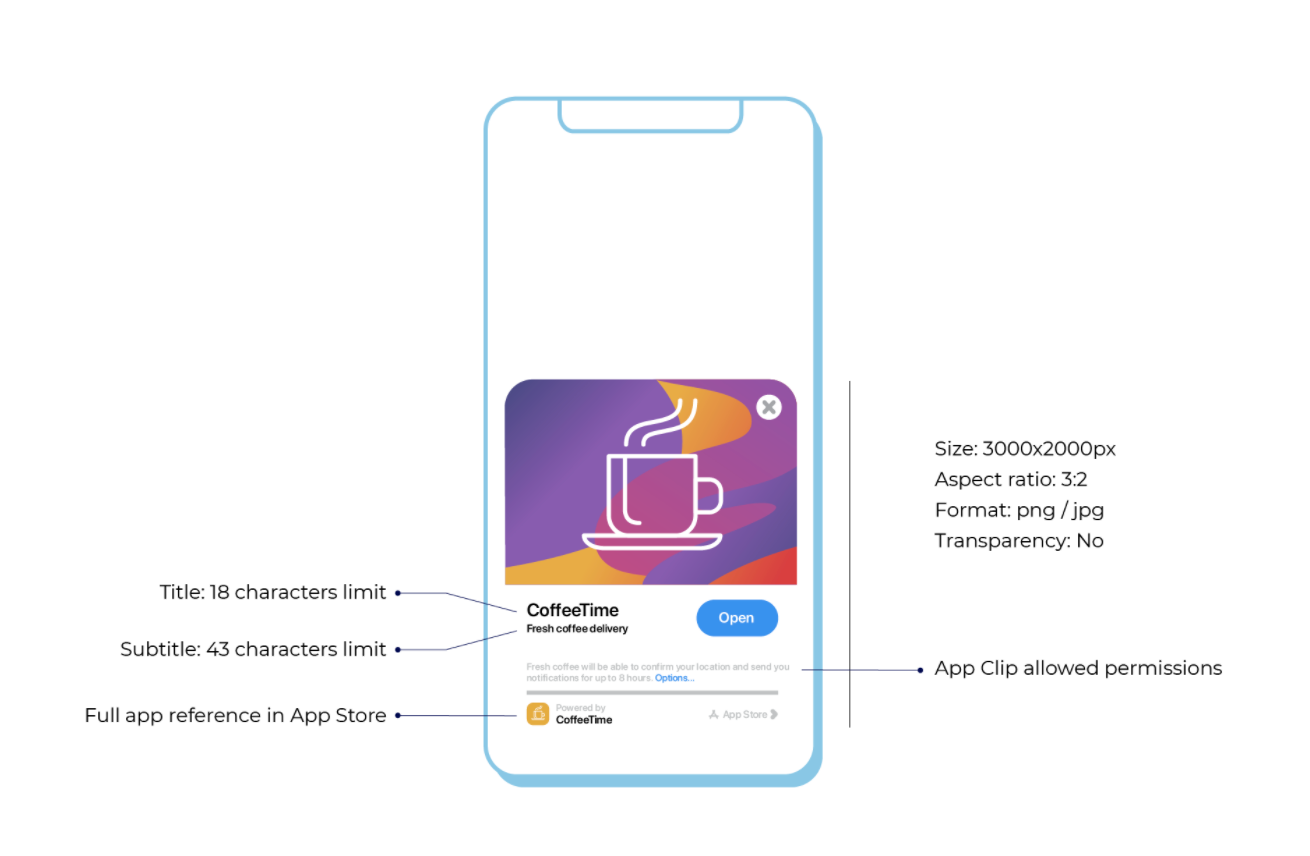 Size: 3000x2000px
Aspect ratio: 3:2
Format: png / jpg
Transparency: No
Title: 18 characters limit
CoffeeTime
Open
Fresh coffee delivery
Subtitle: 43 characters limit
Fresh coffee will be able to confirm your location and send you
notifications for up to 8 hours. Options...
App Clip allowed permissions
Full app reference in App Store
Powered by
CoffeeTime
App Store